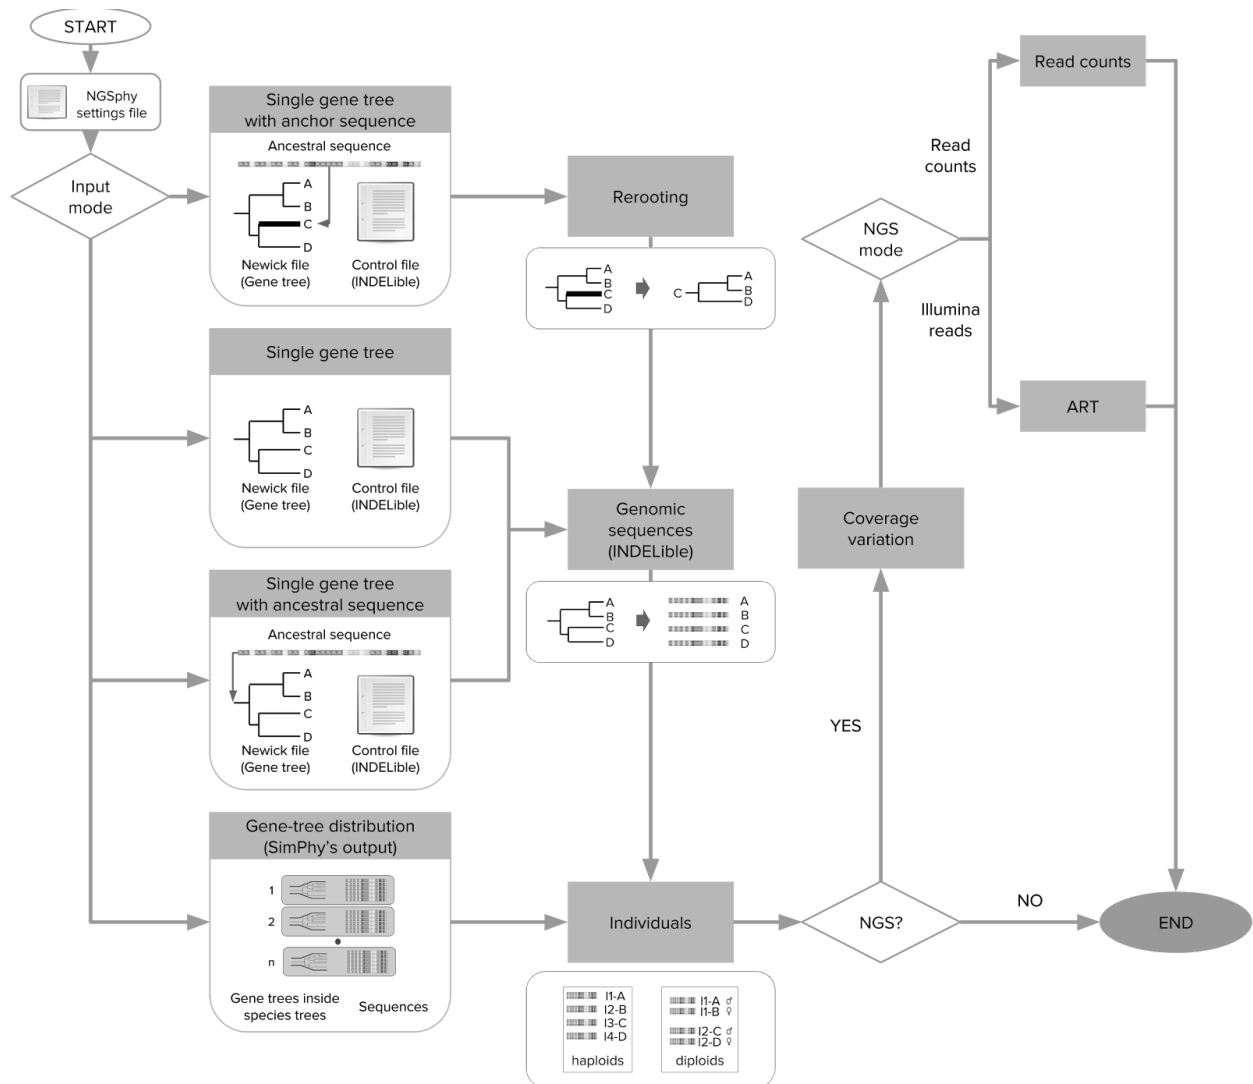 START
NGSphy
settings file
Input
mode
Single gene tree
with anchor sequence
Ancestral sequence
A
B
C
D
Newick file
(Gene tree)
Control file
(INDELible)
Single gene tree
A
B
C
D
Newick file
(Gene tree)
Control file
(INDELible)
Single gene tree
with ancestral sequence
Ancestral sequence
A
B
C
D
Newick file
(Gene tree)
Control file
(INDELible)
Gene-tree distribution
(SimPhy's output)
1
2
n
Gene trees inside
species trees
Sequences
Rerooting
A
B
C
D
C
A
B
D
Genomic
sequences
(INDELible)
A
B
C
D
A
B
C
D
Individuals
I1-A
I2-B
I3-C
I4-D
haploids
I1-A ♂
I1-B ♀
I2-C ♂
I2-D ♀
diploids
NGS?
YES
NO
Coverage
variation
NGS
mode
Read
counts
Illumina
reads
Read counts
ART
END